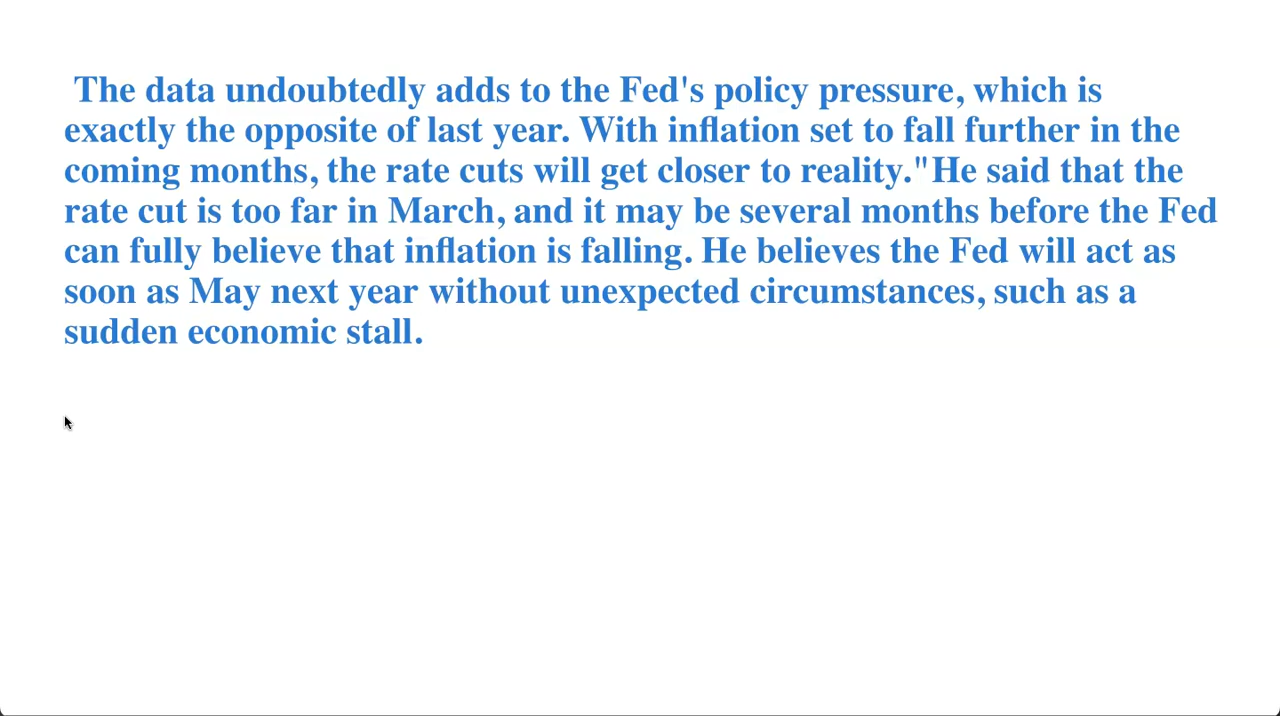 The data undoubtedly adds to the Fed's policy pressure, which is
exactly the opposite of last year. With inflation set to fall further in the
coming months, the rate cuts will get closer to reality."He said that the
rate cut is too far in March, and it may be several months before the Fed
can fully believe that inflation is falling. He believes the Fed will act as
soon as May next year without unexpected circumstances, such as a
sudden economic stall.